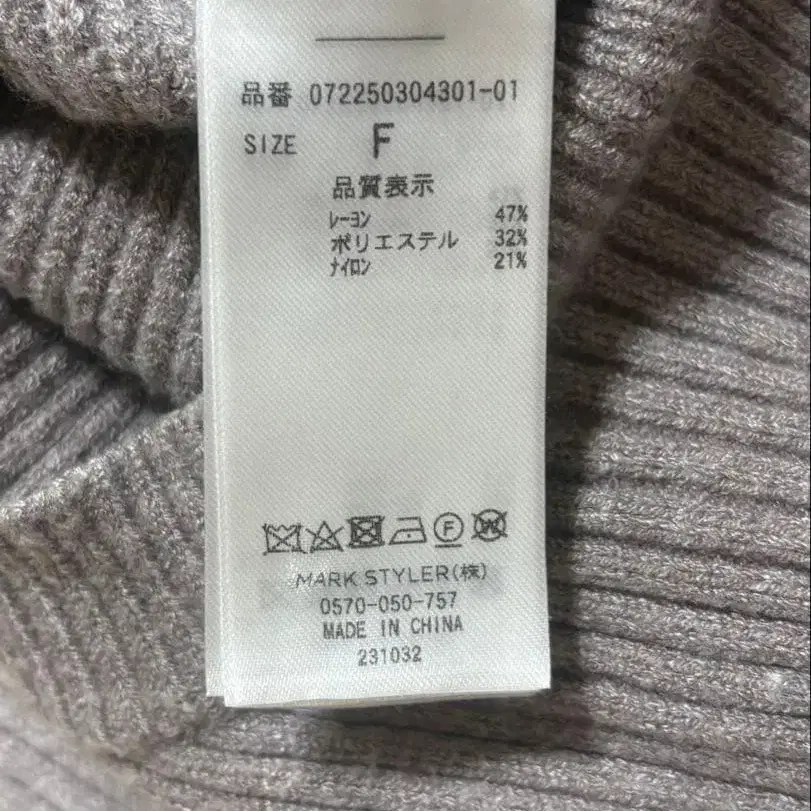 品番 072250304301-01
SIZE F
品質表示
ﾚｰﾖﾝ 47%
ポリエステル 32%
ﾅｲﾛﾝ 21%
F W
MARK STYLER(株)
0570-050-757
MADE IN CHINA
231032